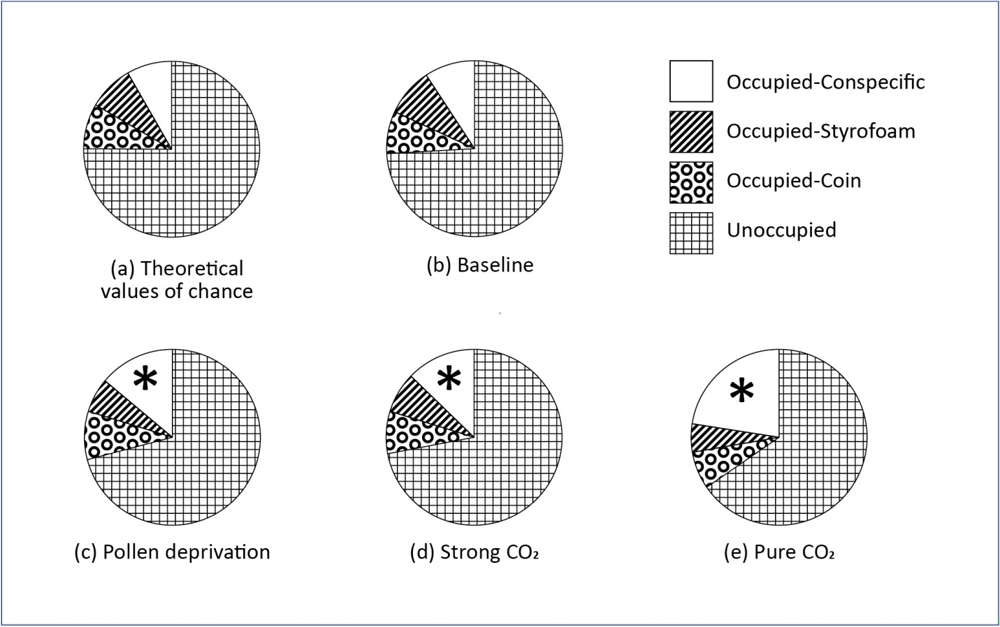 Occupied-Conspecific
Occupied-Styrofoam
Occupied-Coin
Unoccupied
(a) Theoretical
values of chance
(b) Baseline
*
*
*
(c) Pollen deprivation
(d) Strong CO₂
(e) Pure CO₂